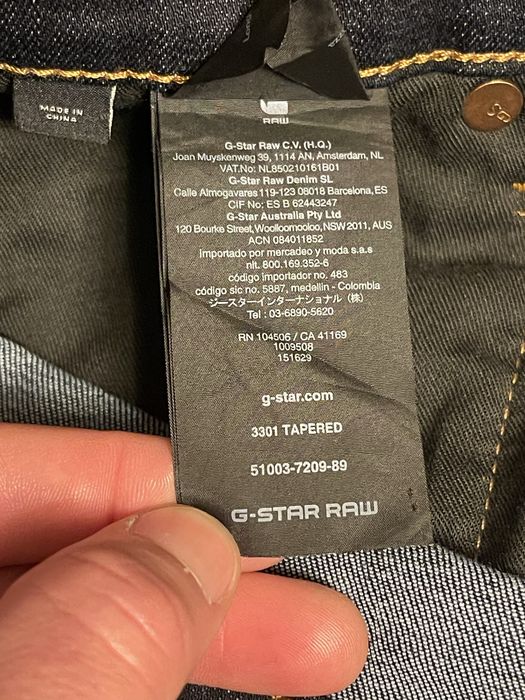 MADE IN
CHINA
RAW
G-Star Raw C.V. (H.Q.)
Joan Muyskenweg 39, 1114 AN, Amsterdam, NL
VAT.No: NL850210161B01
G-Star Raw Denim SL
Calle Almogavares 119-123 08018 Barcelona, ES
CIF No: ES B 62443247
G-Star Australia Pty Ltd
120 Bourke Street, Woolloomooloo, NSW 2011, AUS
ACN 084011852
importado por mercadeo y moda s.a.s
nit. 800.169.352-6
código importador no. 483
código sic no. 5887, medellin - Colombia
ジースターインターナショナル（株）
Tel : 03-6890-5620
RN 104506 / CA 41169
1009508
151629
g-star.com
3301 TAPERED
51003-7209-89
G-STAR RAW